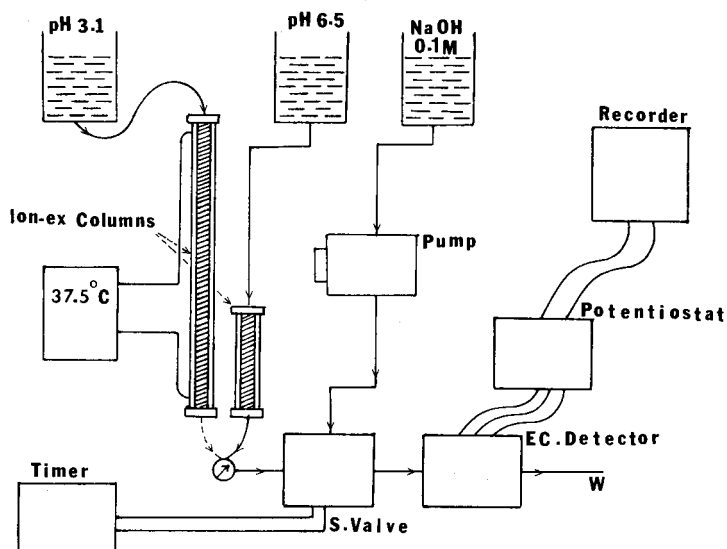 pH 3.1
pH 6.5
NaOH
0.1M
Recorder
Ion-ex Columns
Pump
37.5°C
Potentiostat
EC.Detector
Timer
S.Valve
W